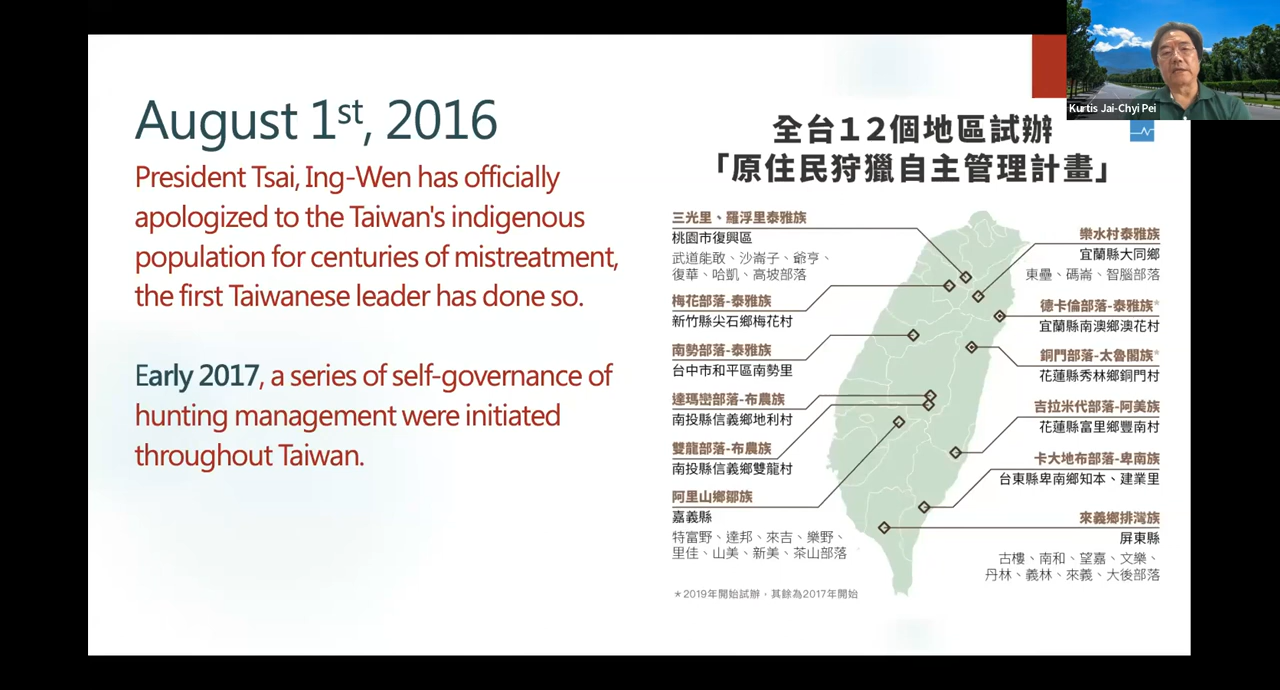 August 1st, 2016
President Tsai, Ing-Wen has officially
apologized to the Taiwan's indigenous
population for centuries of mistreatment,
the first Taiwanese leader has done so.
Early 2017, a series of self-governance of
hunting management were initiated
throughout Taiwan.
Kurtis Jai-Chyi Pei
全台12個地區試辦
「原住民狩獵自主管理計畫」
三光里、羅浮里泰雅族
桃園市復興區
武道能敢、沙崙子、爺亨、
復華、哈凱、高坡部落
梅花部落-泰雅族
新竹縣尖石鄉梅花村
南勢部落-泰雅族
台中市和平區南勢里
達瑪巒部落-布農族
南投縣信義鄉地利村
雙龍部落-布農族
南投縣信義鄉雙龍村
阿里山鄉鄒族
嘉義縣
特富野、達邦、來吉、樂野、
里佳、山美、新美、茶山部落
樂水村泰雅族
宜蘭縣大同鄉
東壘、碼崙、智腦部落
德卡倫部落-泰雅族*
宜蘭縣南澳鄉澳花村
銅門部落-太魯閣族*
花蓮縣秀林鄉銅門村
吉拉米代部落-阿美族
花蓮縣富里鄉豐南村
卡大地布部落-卑南族
台東縣卑南鄉知本、建業里
來義鄉排灣族
屏東縣
古樓、南和、望嘉、文樂、
丹林、義林、來義、大後部落
*2019年開始試辦，其餘為2017年開始